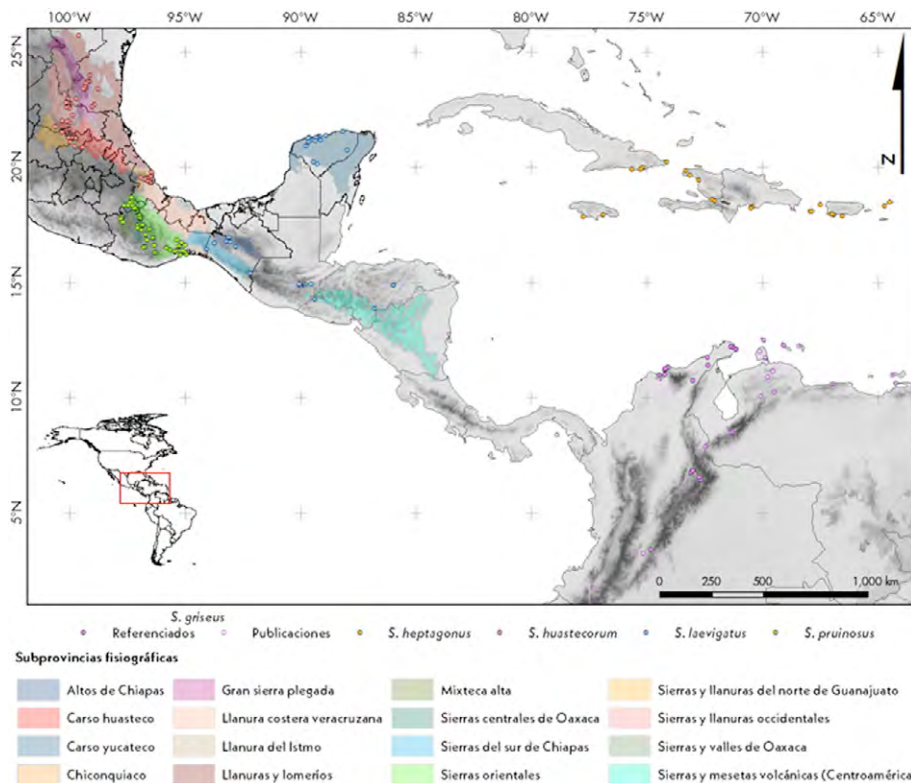 100°W 95°W 90°W 85°W 80°W 75°W 70°W 65°W
25°N
20°N
15°N
10°N
5°N
N
0 250 500 1,000 km
S. griseus
Referenciados Publicaciones S. heptagonus S. huastecorum S. laevigatus S. pruinosus
Subprovincias fisiográficas
Altos de Chiapas Gran sierra plegada Mixteca alta Sierras y llanuras del norte de Guanajuato
Carso huasteco Llanura costera veracruzana Sierras centrales de Oaxaca Sierras y llanuras occidentales
Carso yucateco Llanura del Istmo Sierras del sur de Chiapas Sierras y valles de Oaxaca
Chiconquiaco Llanuras y lomeríos Sierras orientales Sierras y mesetas volcánicas (Centroamérica